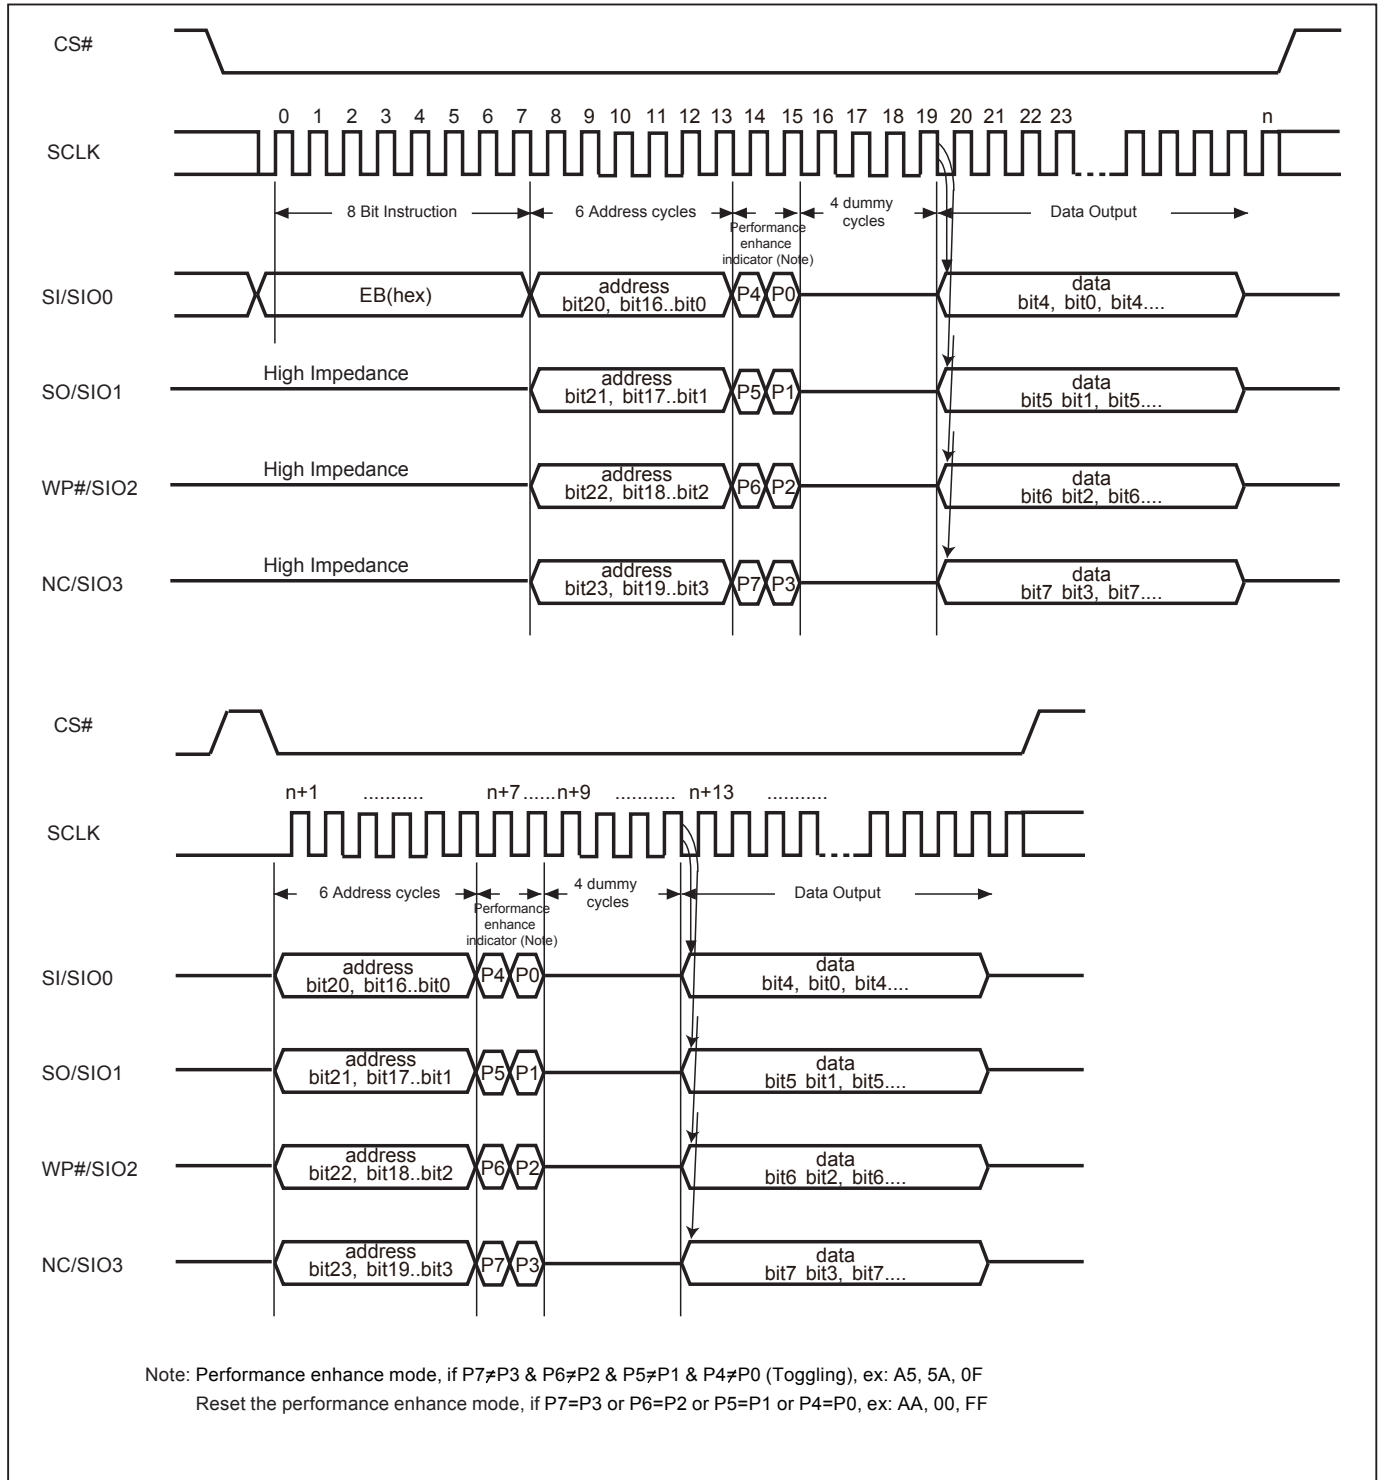 CS#
0 1 2 3 4 5 6 7 8 9 10 11 12 13 14 15 16 17 18 19 20 21 22 23 n
SCLK
8 Bit Instruction 6 Address cycles 4 dummy cycles Data Output
Performance
enhance
indicator (Note)
SI/SIO0 EB(hex) address P4 P0 data
bit20, bit16..bit0 bit4, bit0, bit4....
High Impedance
SO/SIO1 address P5 P1 data
bit21, bit17..bit1 bit5 bit1, bit5....
High Impedance
WP#/SIO2 address P6 P2 data
bit22, bit18..bit2 bit6 bit2, bit6....
High Impedance
NC/SIO3 address P7 P3 data
bit23, bit19..bit3 bit7 bit3, bit7....
CS#
n+1 ........... n+7......n+9 ........... n+13 ...........
SCLK
6 Address cycles 4 dummy cycles Data Output
Performance
enhance
indicator (Note)
SI/SIO0 address P4 P0 data
bit20, bit16..bit0 bit4, bit0, bit4....
SO/SIO1 address P5 P1 data
bit21, bit17..bit1 bit5 bit1, bit5....
WP#/SIO2 address P6 P2 data
bit22, bit18..bit2 bit6 bit2, bit6....
NC/SIO3 address P7 P3 data
bit23, bit19..bit3 bit7 bit3, bit7....
Note: Performance enhance mode, if P7≠P3 & P6≠P2 & P5≠P1 & P4≠P0 (Toggling), ex: A5, 5A, 0F
Reset the performance enhance mode, if P7=P3 or P6=P2 or P5=P1 or P4=P0, ex: AA, 00, FF